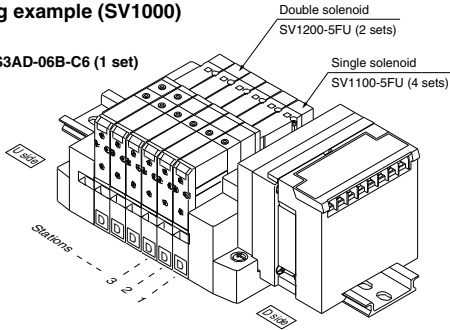 g example (SV1000)
Double solenoid
SV1200-5FU (2 sets)
S3AD-06B-C6 (1 set)
Single solenoid
SV1100-5FU (4 sets)
U side
Stations
3
2
1
D side
D D D D D D